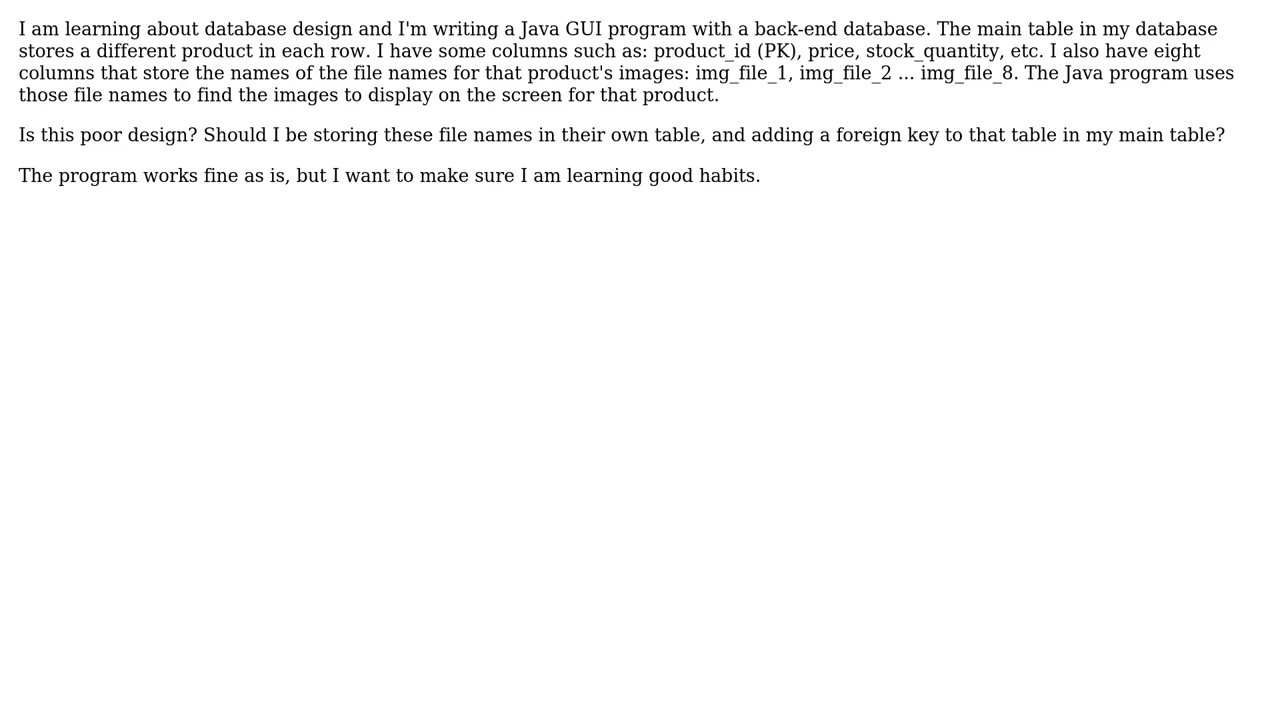 I am learning about database design and I'm writing a Java GUI program with a back-end database. The main table in my database
stores a different product in each row. I have some columns such as: product_id (PK), price, stock_quantity, etc. I also have eight
columns that store the names of the file names for that product's images: img_file_1, img_file_2 ... img_file_8. The Java program uses
those file names to find the images to display on the screen for that product.
Is this poor design? Should I be storing these file names in their own table, and adding a foreign key to that table in my main table?
The program works fine as is, but I want to make sure I am learning good habits.